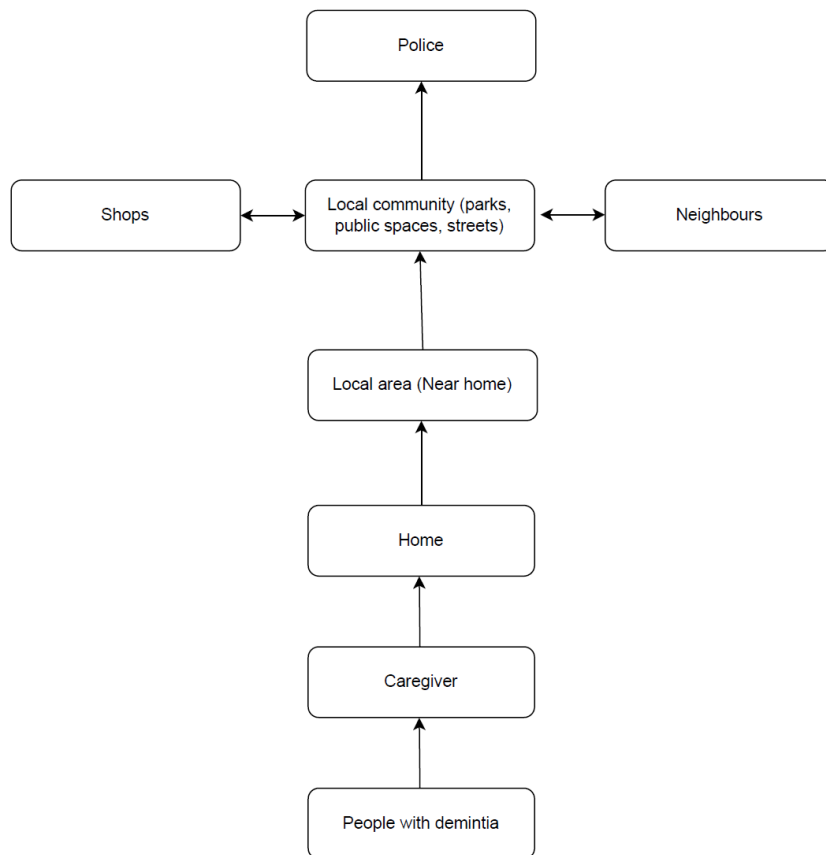 Police
Shops
Local community (parks,
public spaces, streets)
Neighbours
Local area (Near home)
Home
Caregiver
People with demintia